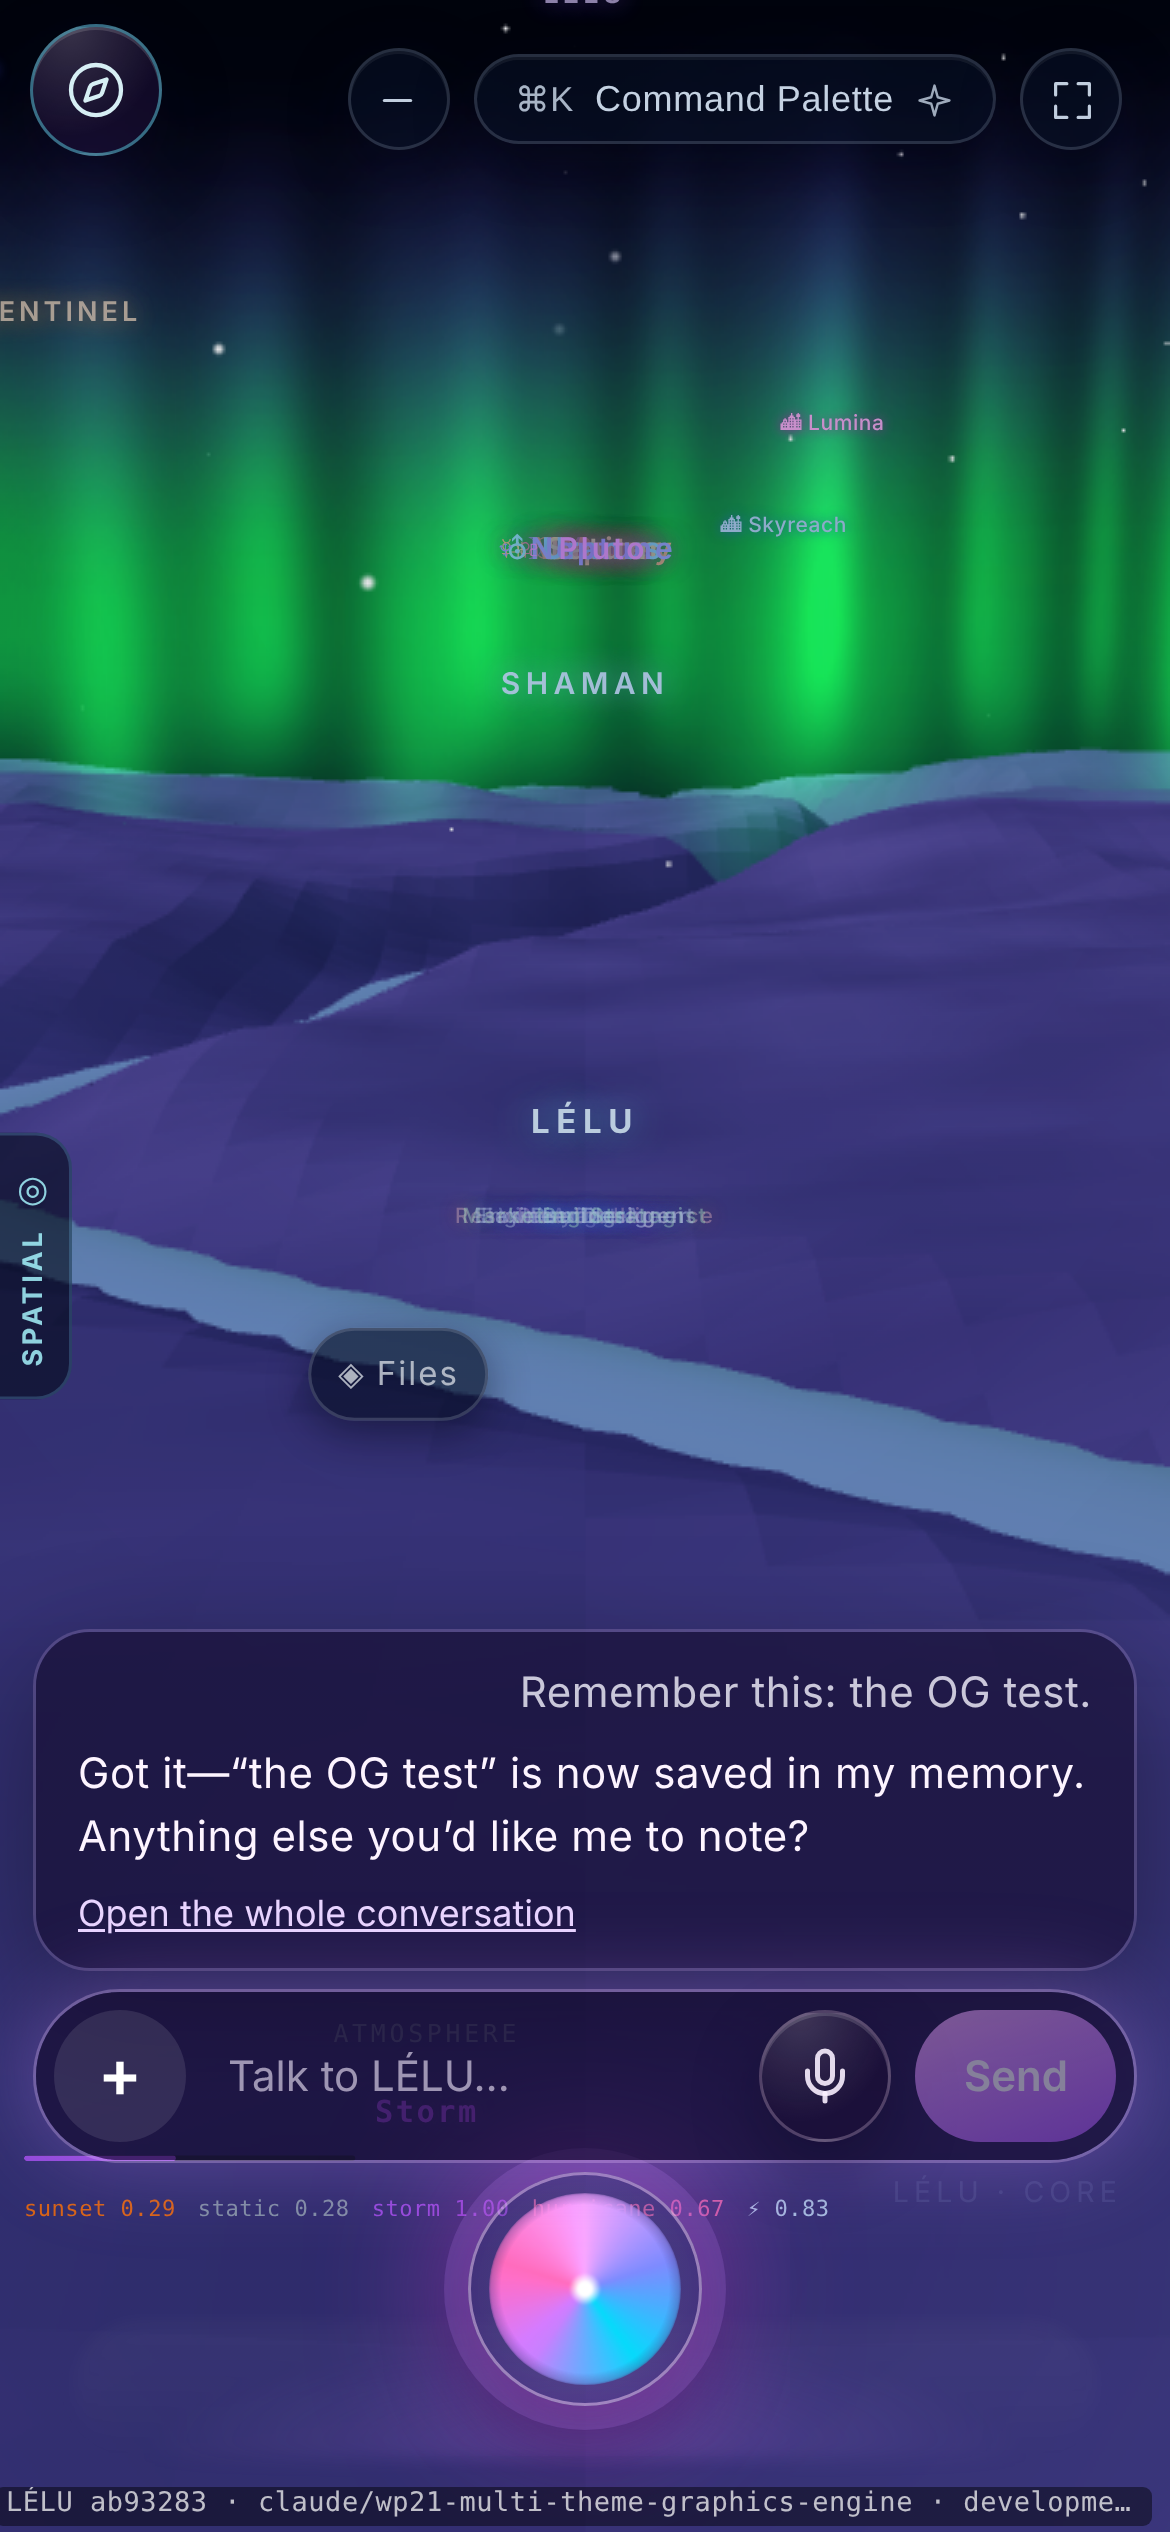 ⌘K Command Palette
ENTINEL
Lumina
Skyreach
Pluto
SHAMAN
LÉLU
SPATIAL
◈ Files
Remember this: the OG test.
Got it—“the OG test” is now saved in my memory.
Anything else you’d like me to note?
Open the whole conversation
ATMOSPHERE
Talk to LÉLU...
Send
Storm
LÉLU · CORE
sunset 0.29 static 0.28 storm 1.00 0.67 ⚡ 0.83
LÉLU ab93283 · claude/wp21-multi-theme-graphics-engine · developme…